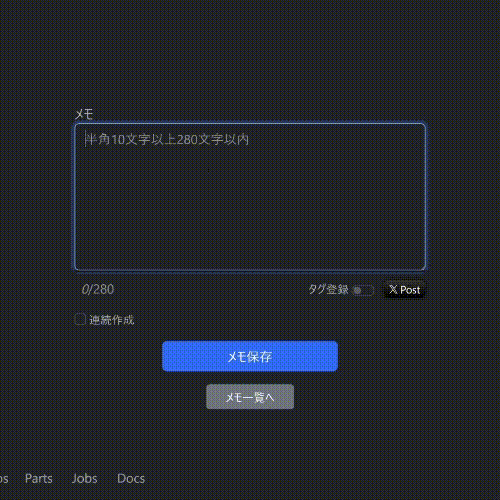 メモ
半角10文字以上280文字以内
0/280
タグ登録
𝕏 Post
連続作成
メモ保存
メモ一覧へ
os Parts Jobs Docs